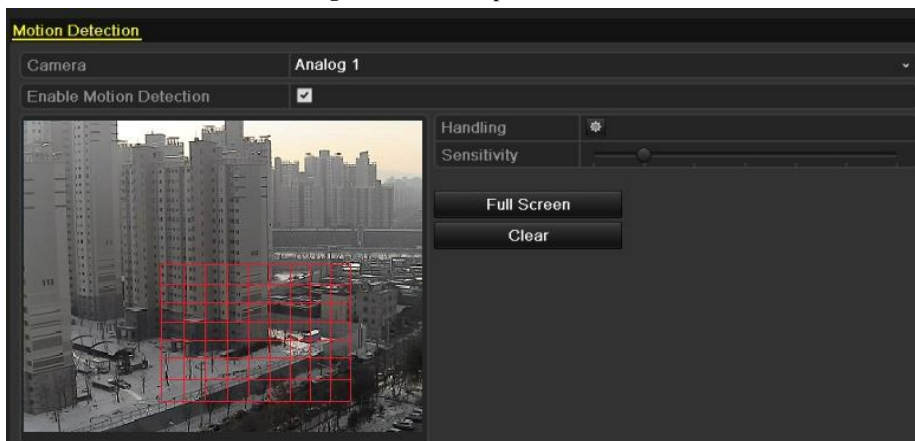 Motion Detection
Camera Analog 1
Enable Motion Detection
Handling
Sensitivity
Full Screen
Clear